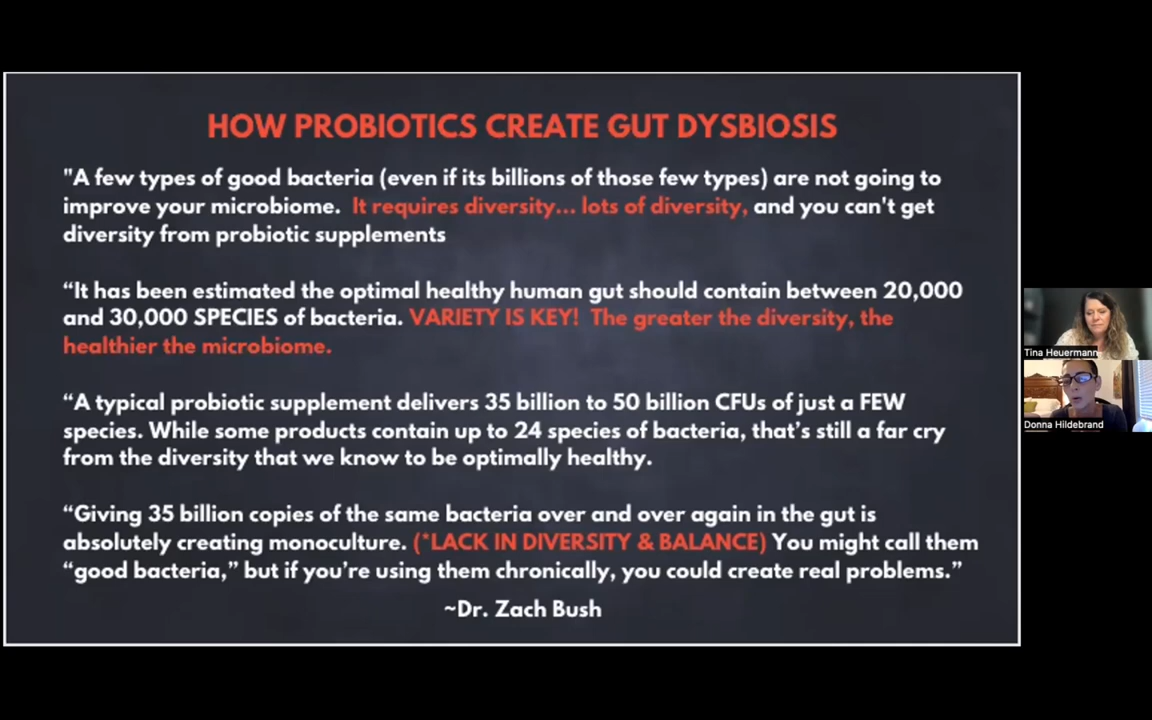 HOW PROBIOTICS CREATE GUT DYSBIOSIS
"A few types of good bacteria (even if its billions of those few types) are not going to
improve your microbiome. It requires diversity... lots of diversity, and you can't get
diversity from probiotic supplements
“It has been estimated the optimal healthy human gut should contain between 20,000
and 30,000 SPECIES of bacteria. VARIETY IS KEY! The greater the diversity, the
healthier the microbiome.
“A typical probiotic supplement delivers 35 billion to 50 billion CFUs of just a FEW
species. While some products contain up to 24 species of bacteria, that’s still a far cry
from the diversity that we know to be optimally healthy.
“Giving 35 billion copies of the same bacteria over and over again in the gut is
absolutely creating monoculture. (*LACK IN DIVERSITY & BALANCE) You might call them
“good bacteria,” but if you’re using them chronically, you could create real problems.”
~Dr. Zach Bush
Tina Heuermann
Donna Hildebrand